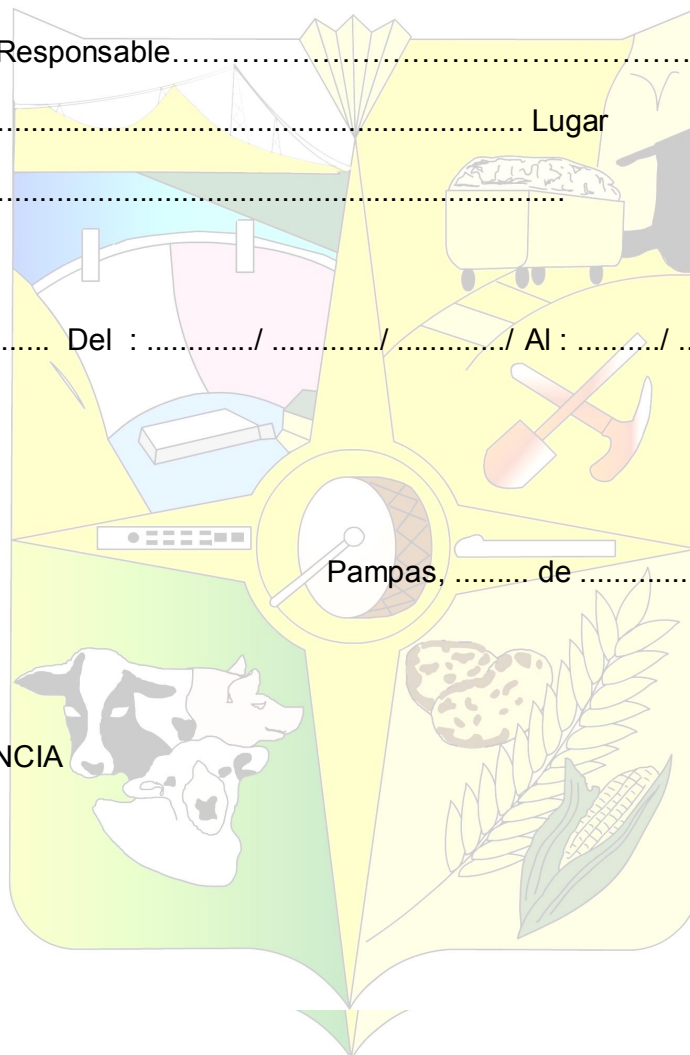 Responsable................................................................
................................................................ Lugar
................................................................
....... Del : ............/ ............/ ............/ Al : ........../ ..
Pampas, ......... de .............
NCIA